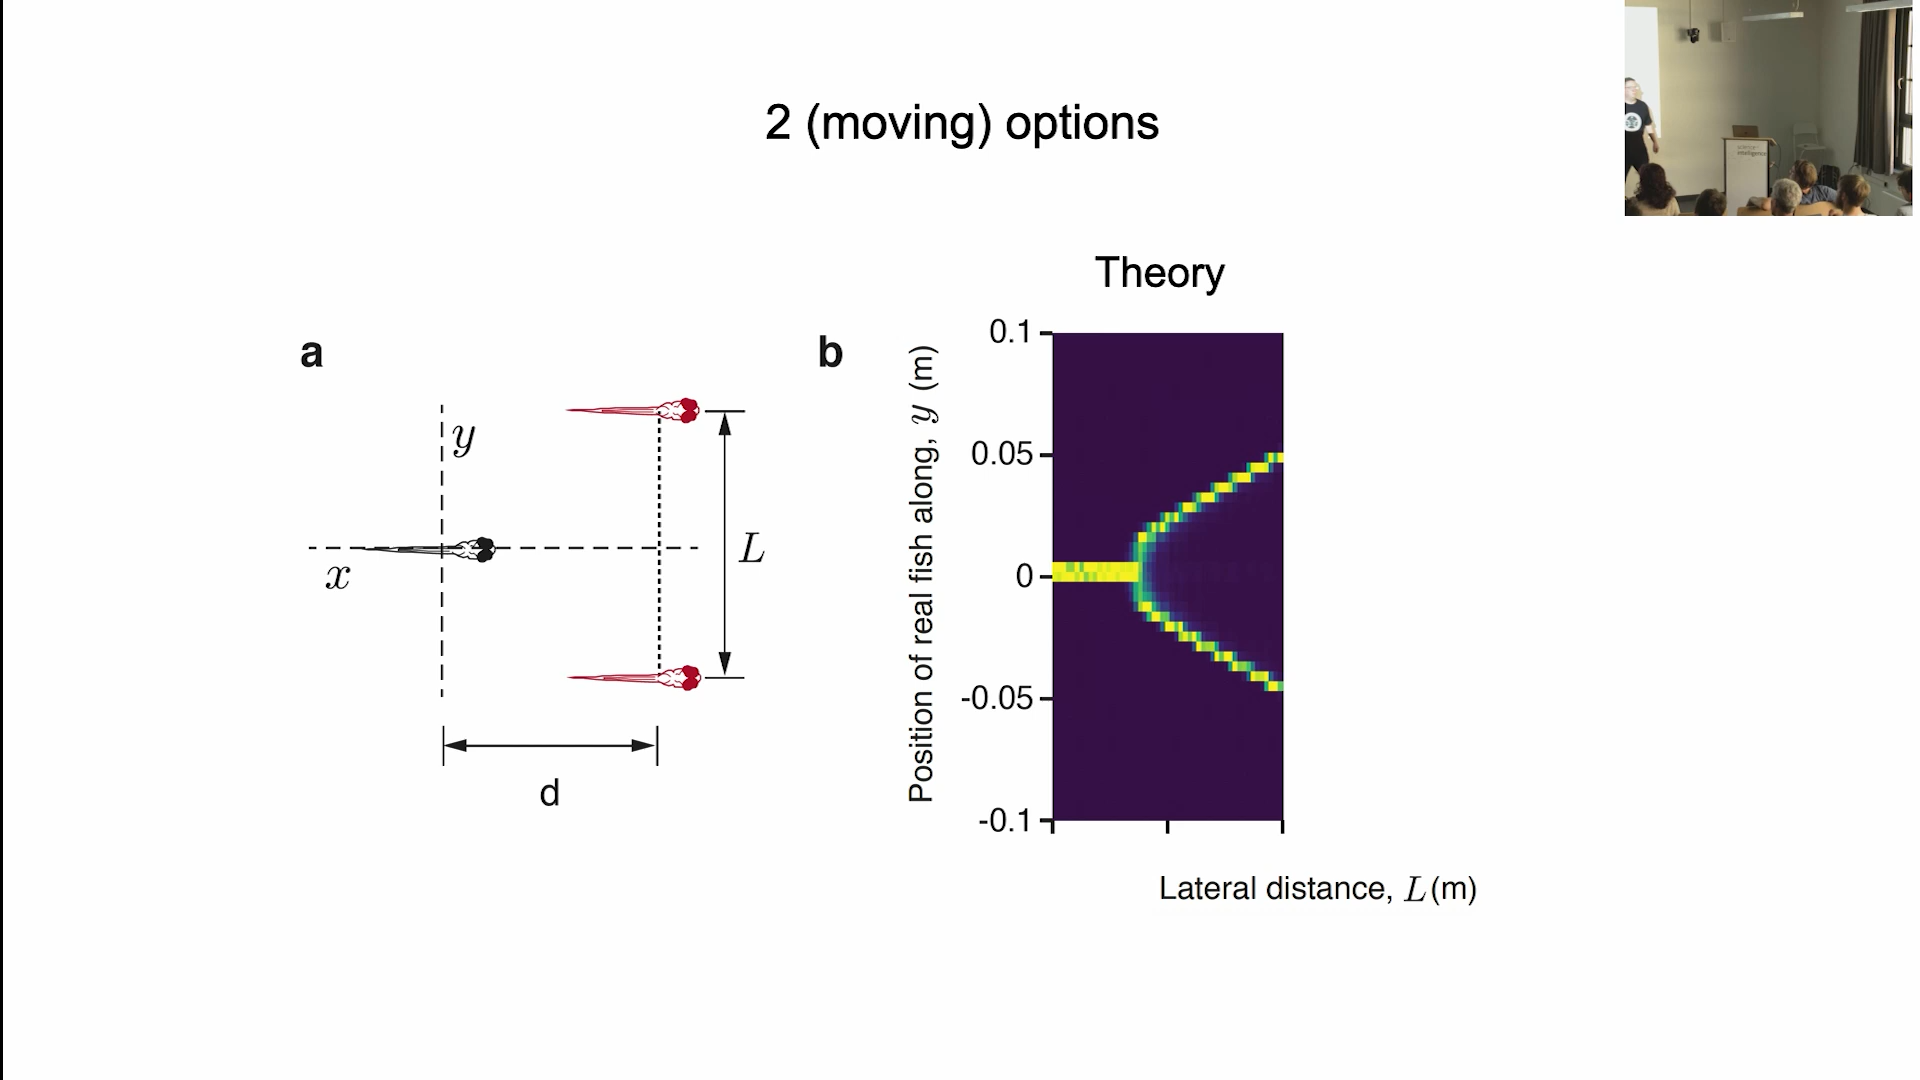 2 (moving) options
Theory
a
y
x
L
d
b
Position of real fish along, y (m)
0.1
0.05
0
-0.05
-0.1
Lateral distance, L (m)
intelligence